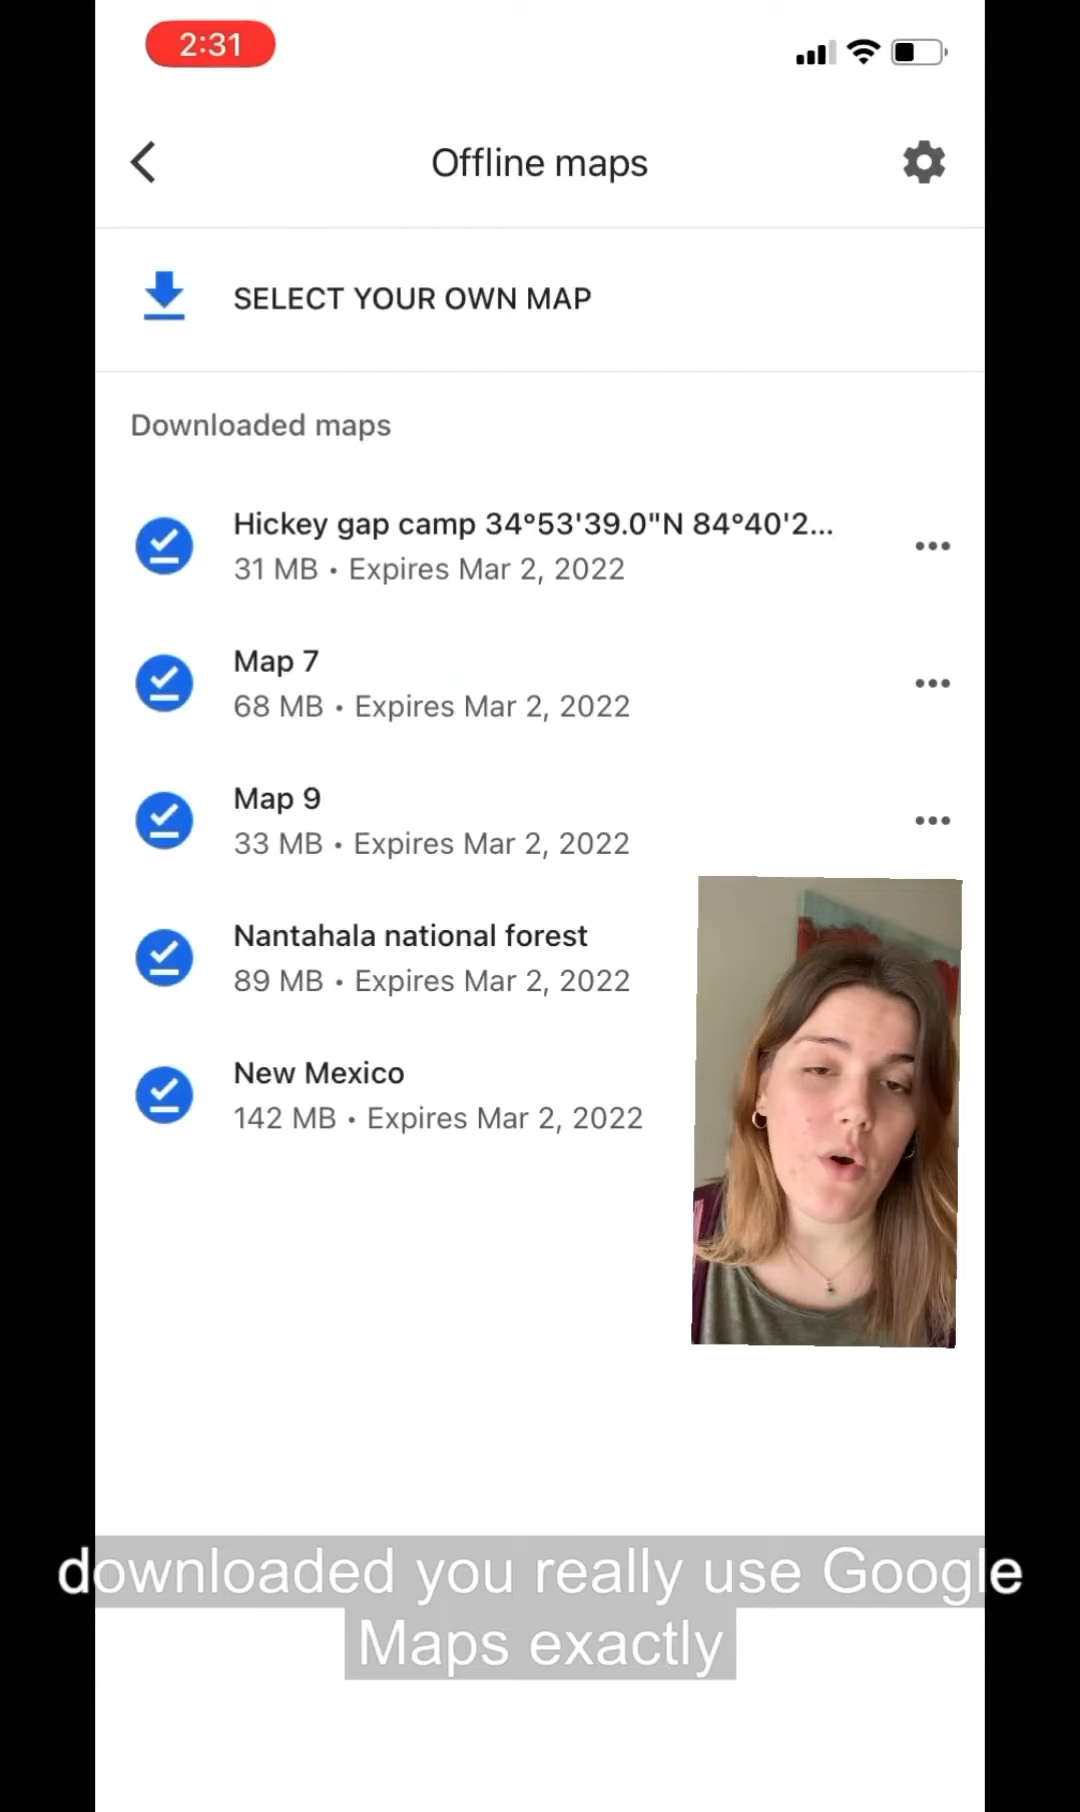 2:31
Offline maps
SELECT YOUR OWN MAP
Downloaded maps
Hickey gap camp 34°53'39.0"N 84°40'2...
31 MB • Expires Mar 2, 2022
Map 7
68 MB • Expires Mar 2, 2022
Map 9
33 MB • Expires Mar 2, 2022
Nantahala national forest
89 MB • Expires Mar 2, 2022
New Mexico
142 MB • Expires Mar 2, 2022
downloaded you really use Google
Maps exactly